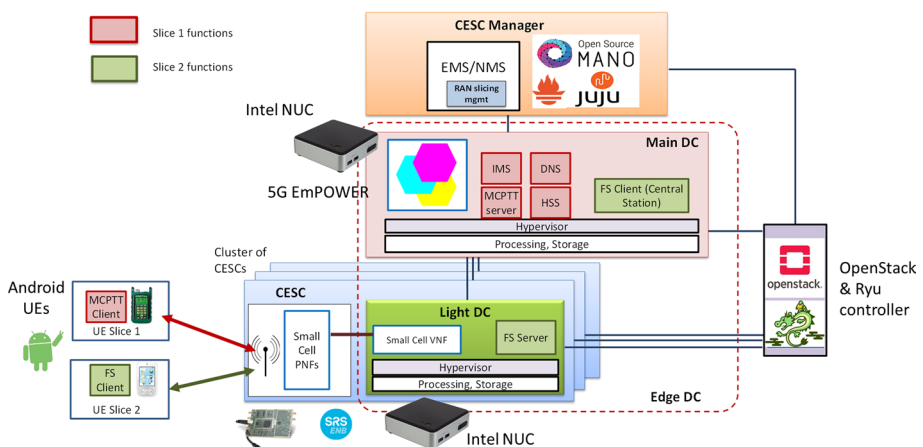 Slice 1 functions
Slice 2 functions
CESC Manager
EMS/NMS
RAN slicing
mgmt
Open Source
MANO
JUJU
Intel NUC
Main DC
5G EmPOWER
IMS
DNS
MCPTT
server
HSS
FS Client (Central
Station)
Hypervisor
Processing, Storage
Cluster of
CESCs
CESC
Android
UEs
MCPTT
Client
UE Slice 1
FS
Client
UE Slice 2
Small
Cell
PNFs
Light DC
Small Cell VNF
FS Server
Hypervisor
Processing, Storage
Edge DC
openstack.
OpenStack
& Ryu
controller
SRS
ENB
Intel NUC